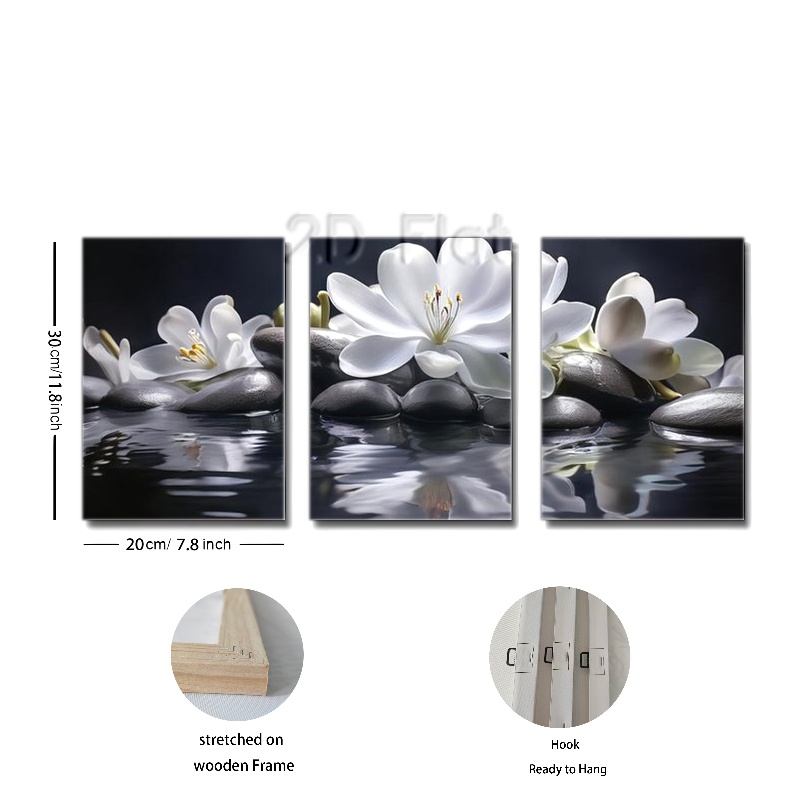 2D Flat
30cm/11.8inch
20cm/ 7.8 inch
stretched on
wooden Frame
Hook
Ready to Hang